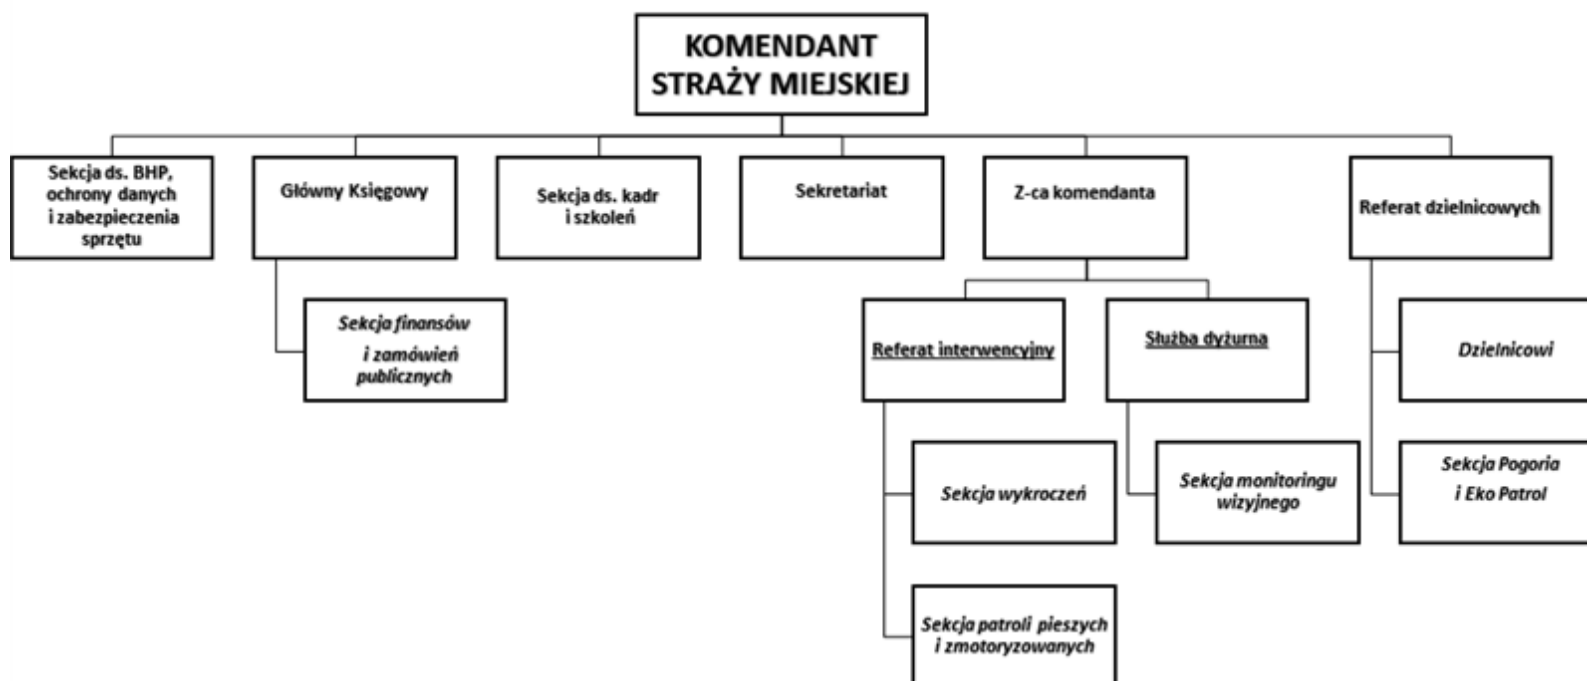 KOMENDANT
STRAŻY MIEJSKIEJ
Sekcja ds. BHP,
ochrony danych
i zabezpieczenia
sprzętu
Główny Księgowy
Sekcja ds. kadr
i szkoleń
Sekretariat
Z-ca komendanta
Referat dzielnicowych
Sekcja finansów
i zamówień
publicznych
Referat interwencyjny
Służba dyżurna
Dzielnicowi
Sekcja wykroczeń
Sekcja monitoringu
wizyjnego
Sekcja Pogoria
i Eko Patrol
Sekcja patroli pieszych
i zmotoryzowanych